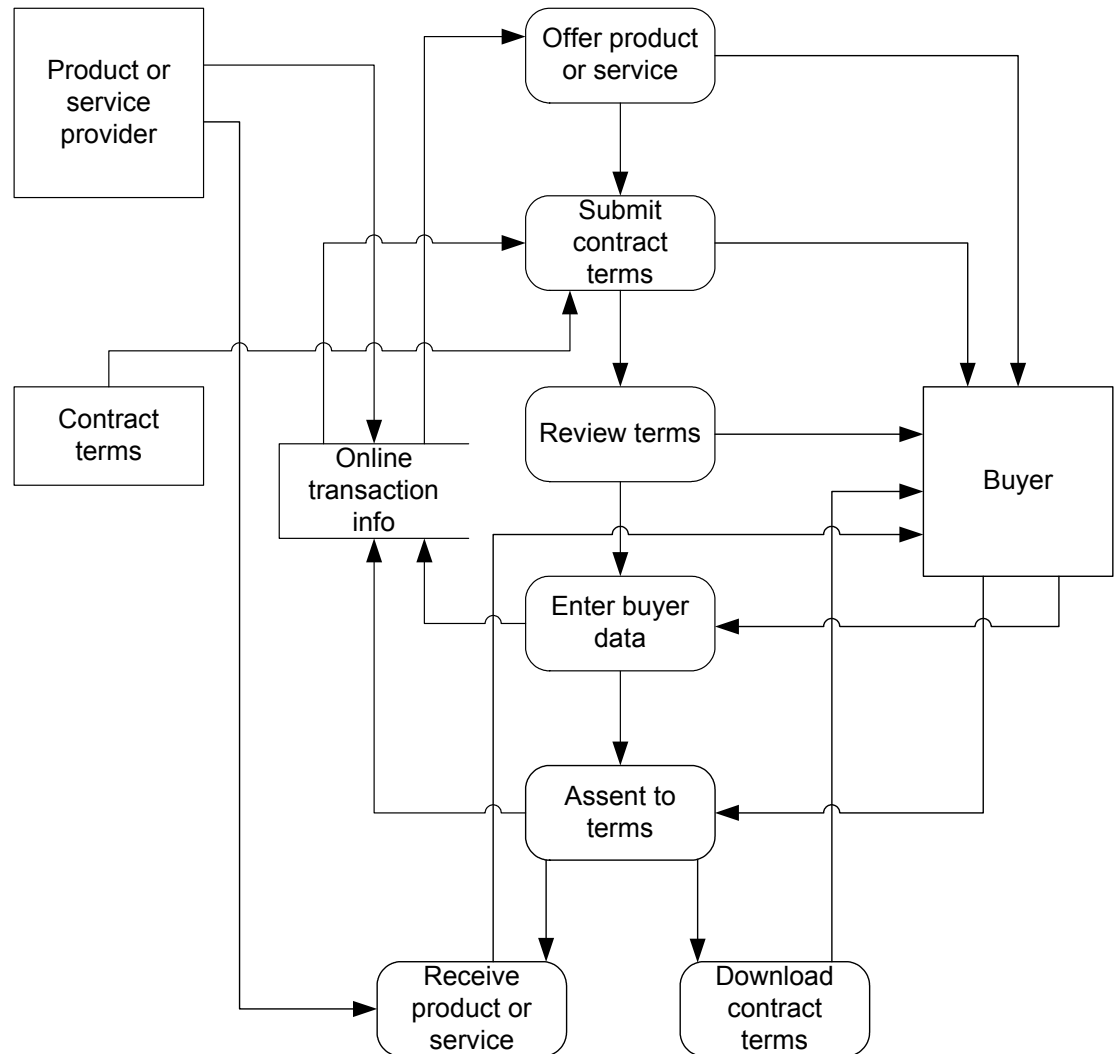 Offer product
or service
Product or
service
provider
Submit
contract
terms
Contract
terms
Review terms
Online
transaction
info
Buyer
Enter buyer
data
Assent to
terms
Receive
product or
service
Download
contract
terms